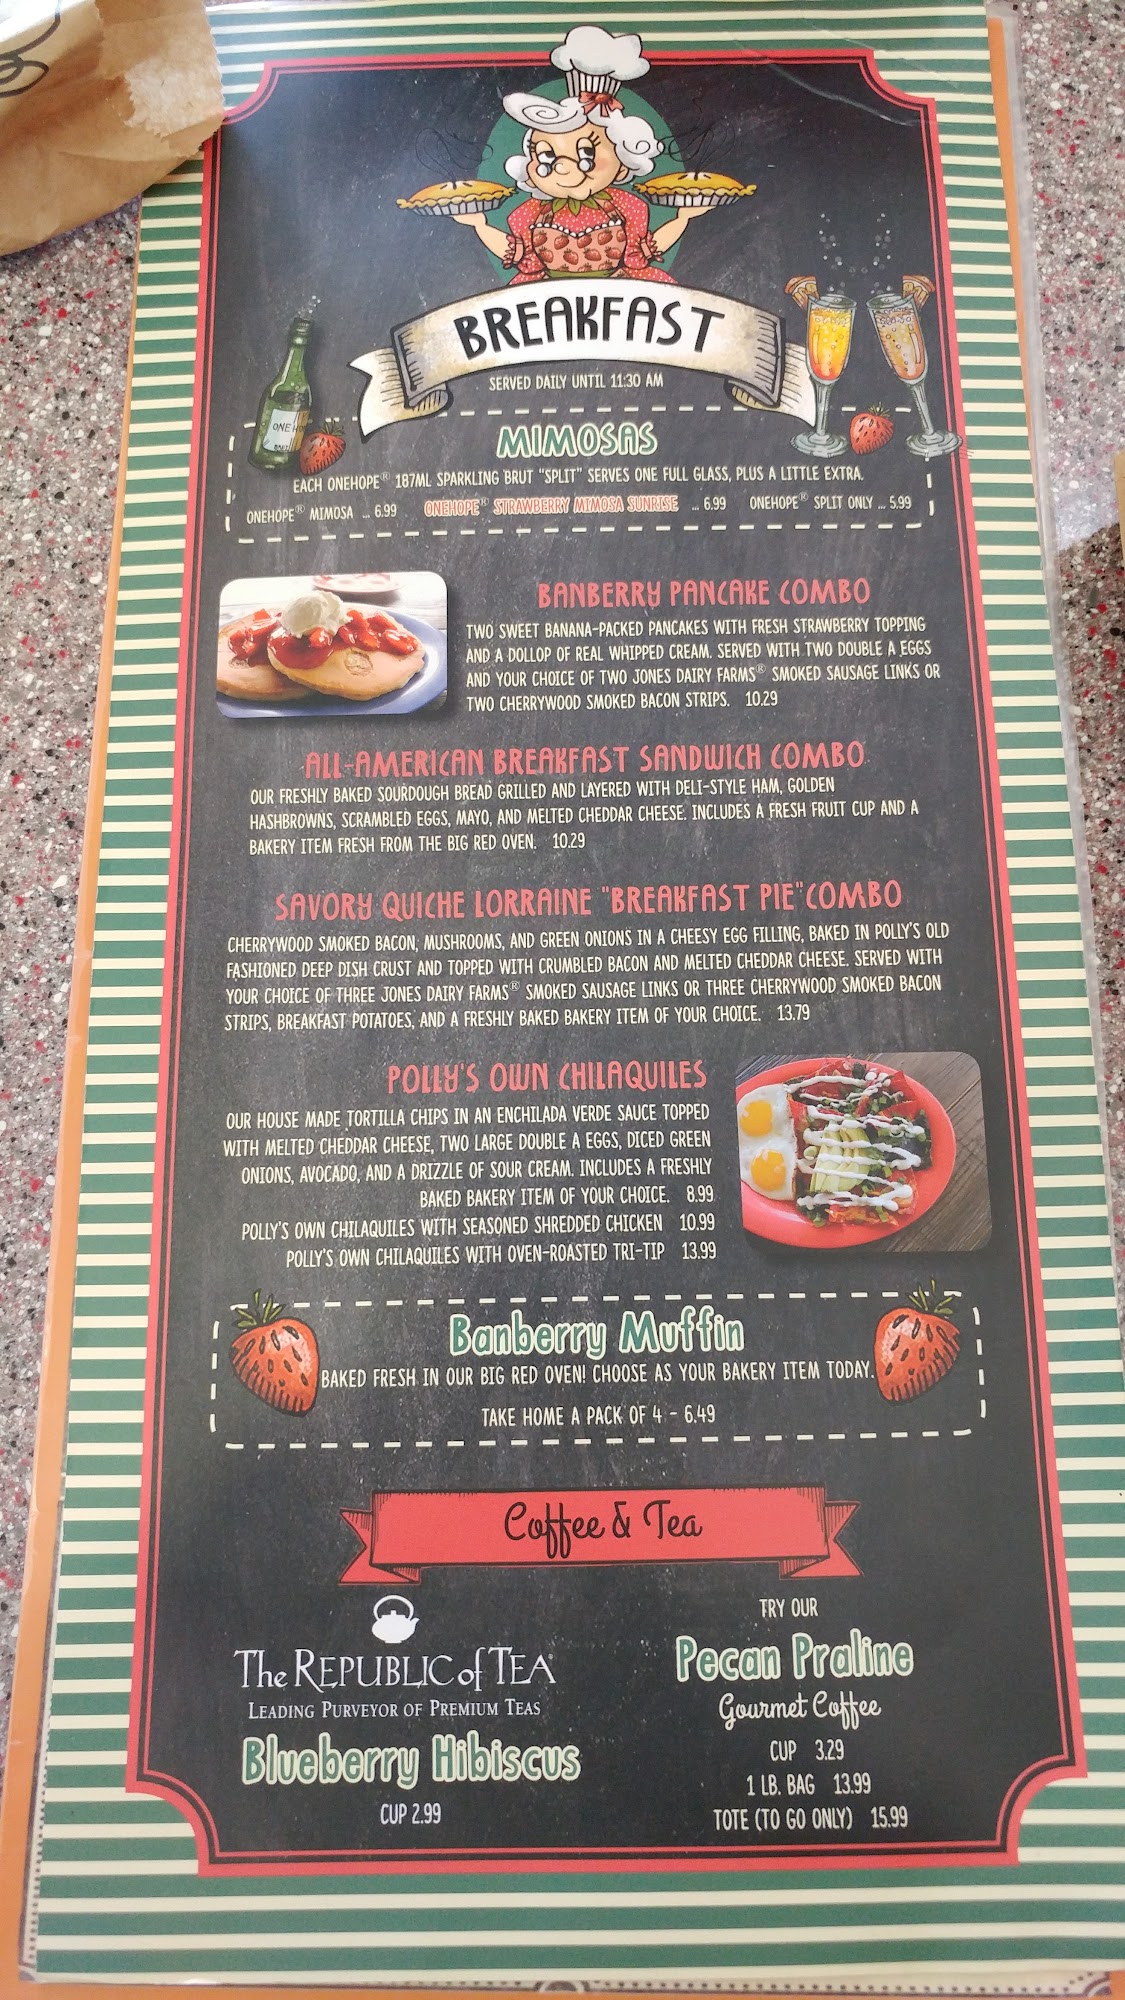 BREAKFAST
SERVED DAILY UNTIL 11:30 AM
MIMOSAS
EACH ONEHOPE® 187ML SPARKLING BRUT "SPLIT" SERVES ONE FULL GLASS, PLUS A LITTLE EXTRA.
ONEHOPE® MIMOSA ... 6.99 ONEHOPE® STRAWBERRY MIMOSA SUNRISE ... 6.99 ONEHOPE® SPLIT ONLY ... 5.99
BANBERRY PANCAKE COMBO
TWO SWEET BANANA-PACKED PANCAKES WITH FRESH STRAWBERRY TOPPING
AND A DOLLOP OF REAL WHIPPED CREAM. SERVED WITH TWO DOUBLE A EGGS
AND YOUR CHOICE OF TWO JONES DAIRY FARMS® SMOKED SAUSAGE LINKS OR
TWO CHERRYWOOD SMOKED BACON STRIPS. 10.29
ALL-AMERICAN BREAKFAST SANDWICH COMBO
OUR FRESHLY BAKED SOURDOUGH BREAD GRILLED AND LAYERED WITH DELI-STYLE HAM, GOLDEN
HASHBROWNS, SCRAMBLED EGGS, MAYO, AND MELTED CHEDDAR CHEESE. INCLUDES A FRESH FRUIT CUP AND A
BAKERY ITEM FRESH FROM THE BIG RED OVEN. 10.29
SAVORY QUICHE LORRAINE "BREAKFAST PIE" COMBO
CHERRYWOOD SMOKED BACON, MUSHROOMS, AND GREEN ONIONS IN A CHEESY EGG FILLING, BAKED IN POLLY'S OLD
FASHIONED DEEP DISH CRUST AND TOPPED WITH CRUMBLED BACON AND MELTED CHEDDAR CHEESE. SERVED WITH
YOUR CHOICE OF THREE JONES DAIRY FARMS® SMOKED SAUSAGE LINKS OR THREE CHERRYWOOD SMOKED BACON
STRIPS, BREAKFAST POTATOES, AND A FRESHLY BAKED BAKERY ITEM OF YOUR CHOICE. 13.79
POLLY'S OWN CHILAQUILES
OUR HOUSE MADE TORTILLA CHIPS IN AN ENCHILADA VERDE SAUCE TOPPED
WITH MELTED CHEDDAR CHEESE, TWO LARGE DOUBLE A EGGS, DICED GREEN
ONIONS, AVOCADO, AND A DRIZZLE OF SOUR CREAM. INCLUDES A FRESHLY
BAKED BAKERY ITEM OF YOUR CHOICE. 8.99
POLLY'S OWN CHILAQUILES WITH SEASONED SHREDDED CHICKEN 10.99
POLLY'S OWN CHILAQUILES WITH OVEN-ROASTED TRI-TIP 13.99
Banberry Muffin
BAKED FRESH IN OUR BIG RED OVEN! CHOOSE AS YOUR BAKERY ITEM TODAY.
TAKE HOME A PACK OF 4 - 6.49
Coffee & Tea
The REPUBLIC of TEA
LEADING PURVEYOR OF PREMIUM TEAS
Blueberry Hibiscus
CUP 2.99
TRY OUR
Pecan Praline
Gourmet Coffee
CUP 3.29
1 LB. BAG 13.99
TOTE (TO GO ONLY) 15.99